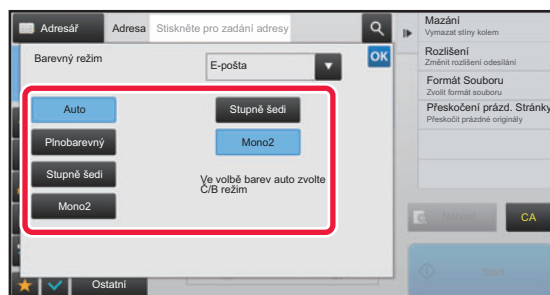 Adresář
Adresa
Stiskněte pro zadání adresy
Barevný režim
E-pošta
OK
Auto
Plnobarevný
Stupně šedi
Mono2
Stupně šedi
Mono2
Ve volbě barev auto zvolte
Č/B režim
Ostatní
Mazání
Vymazat stíny kolem
Rozlišení
Změnit rozlišení odesílání
Formát Souboru
Zvolit formát souboru
Přeskočení prázd. Stránky
Přeskočit prázdné originály
Náhled
CA
Start